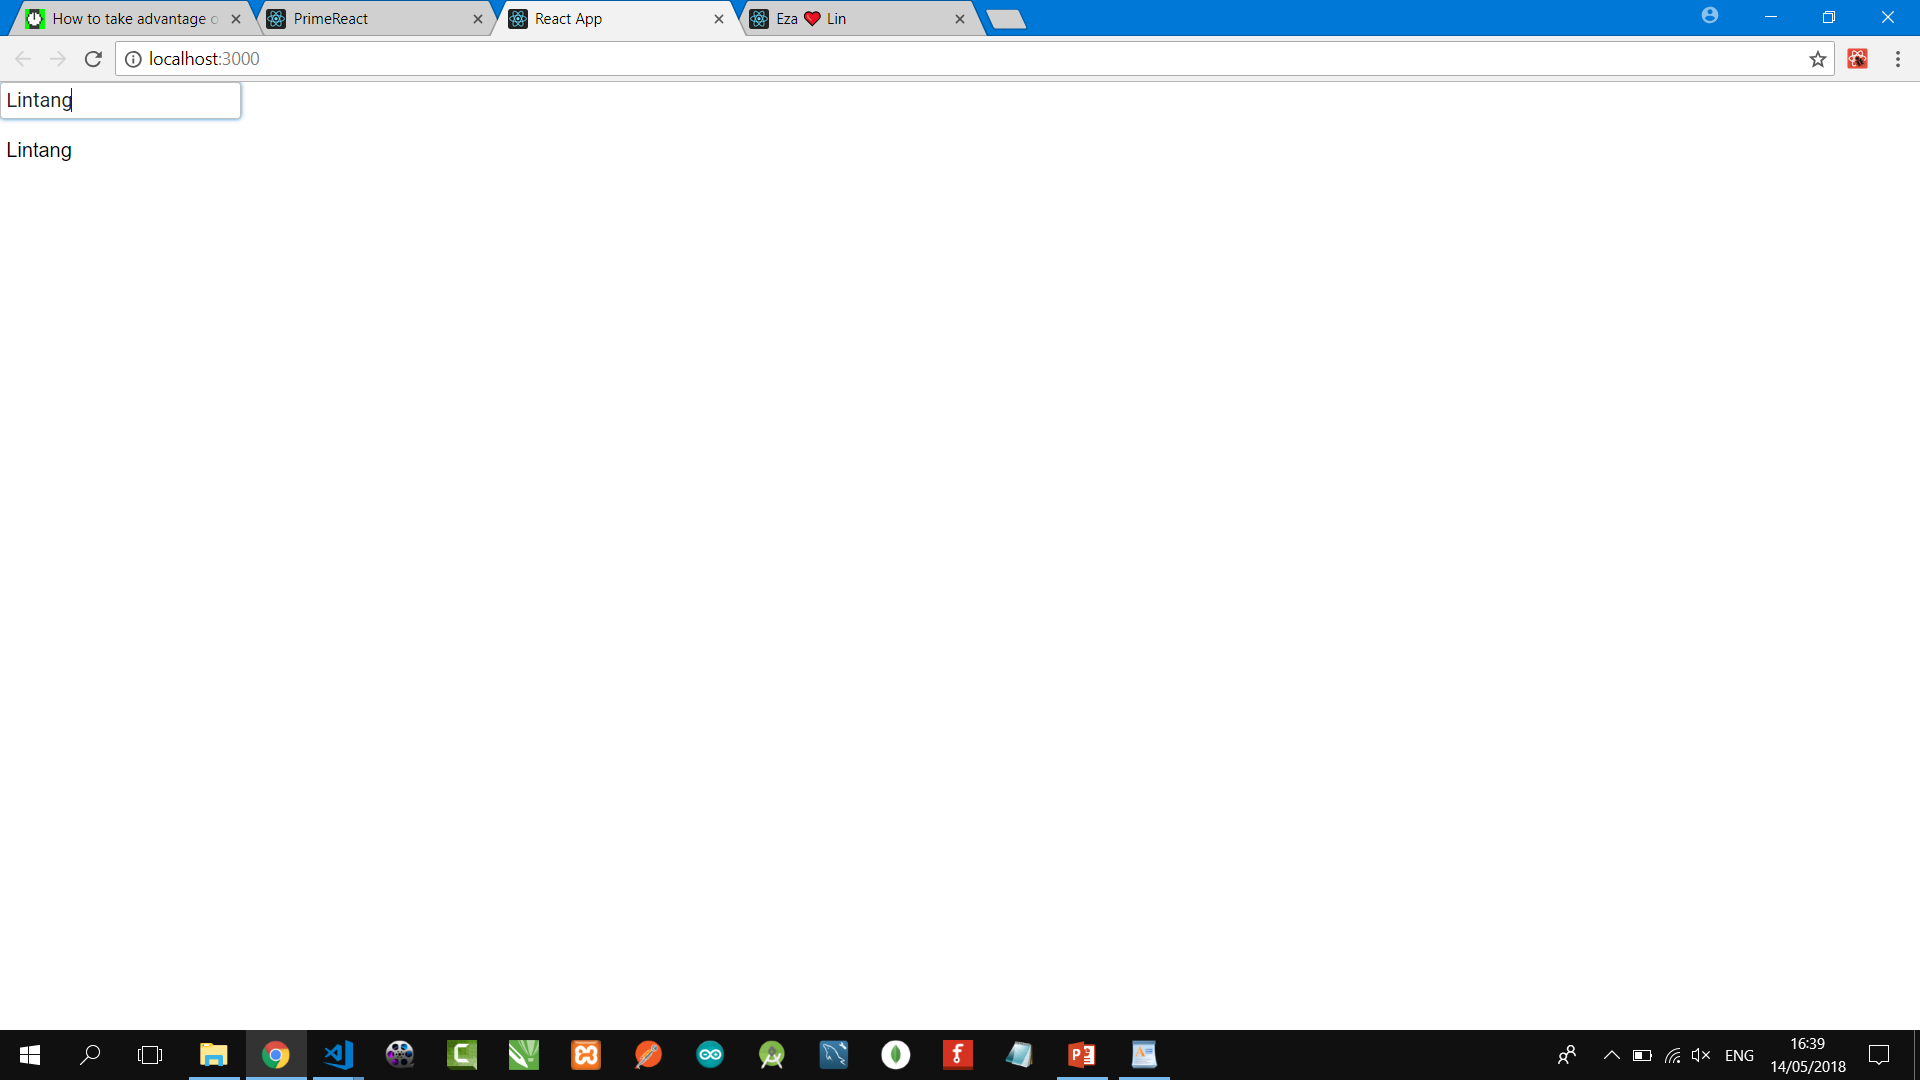 How to take advantage o
PrimeReact
React App
Eza ❤ Lin
localhost:3000
Lintang
Lintang
ENG
16:39
14/05/2018